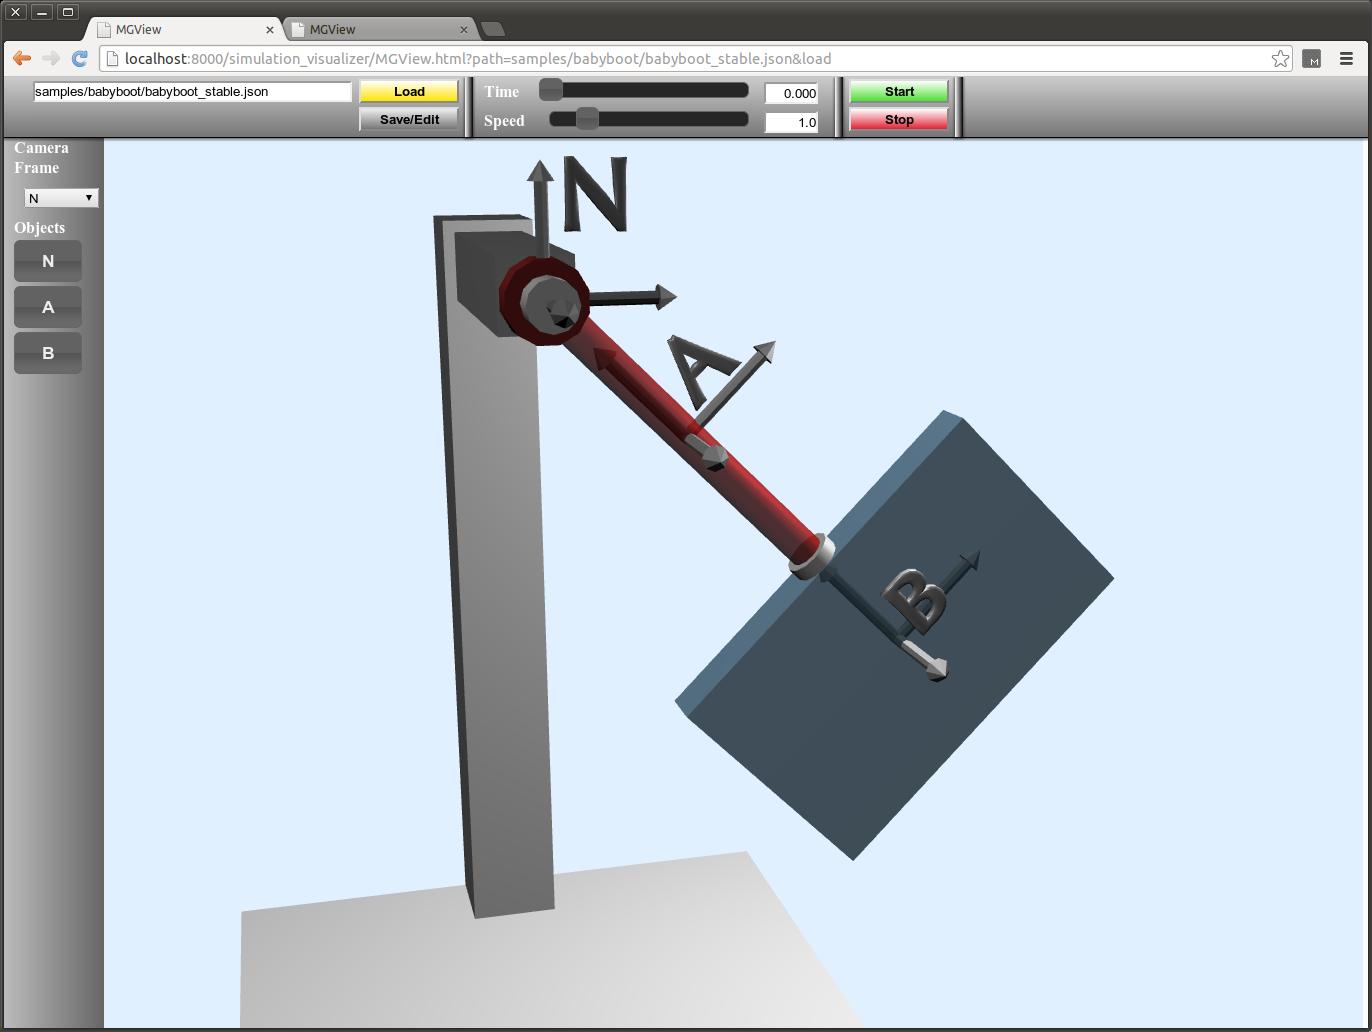 MGView
MGView
localhost:8000/simulation_visualizer/MGView.html?path=samples/babyboot/babyboot_stable.json&load
M
samples/babyboot/babyboot_stable.json
Load
Save/Edit
Time
0.000
Speed
1.0
Start
Stop
Camera
Frame
N
Objects
N
A
B
N
A
B